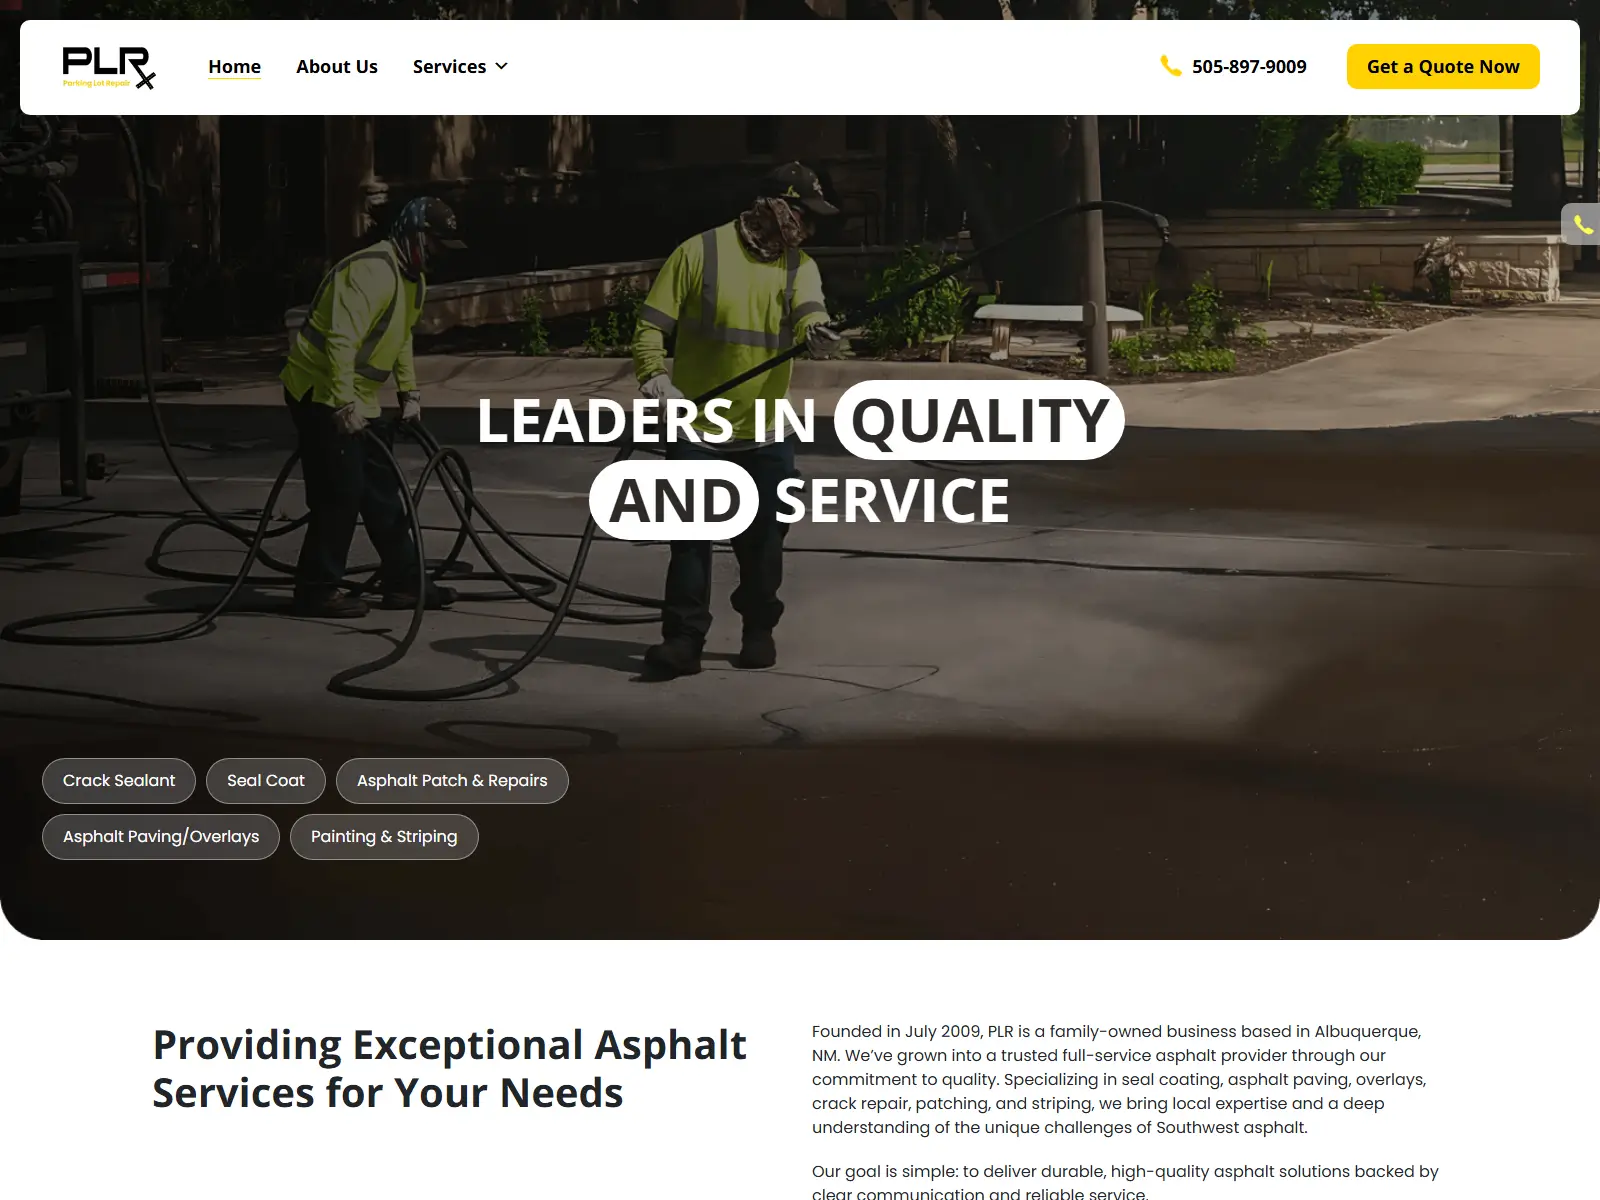 PLRx
Parking Lot Repair
Home
About Us
Services
505-897-9009
Get a Quote Now
LEADERS IN QUALITY
AND SERVICE
Crack Sealant
Seal Coat
Asphalt Patch & Repairs
Asphalt Paving/Overlays
Painting & Striping
Providing Exceptional Asphalt
Services for Your Needs
Founded in July 2009, PLR is a family-owned business based in Albuquerque,
NM. We’ve grown into a trusted full-service asphalt provider through our
commitment to quality. Specializing in seal coating, asphalt paving, overlays,
crack repair, patching, and striping, we bring local expertise and a deep
understanding of the unique challenges of Southwest asphalt.
Our goal is simple: to deliver durable, high-quality asphalt solutions backed by
clear communication and reliable service.